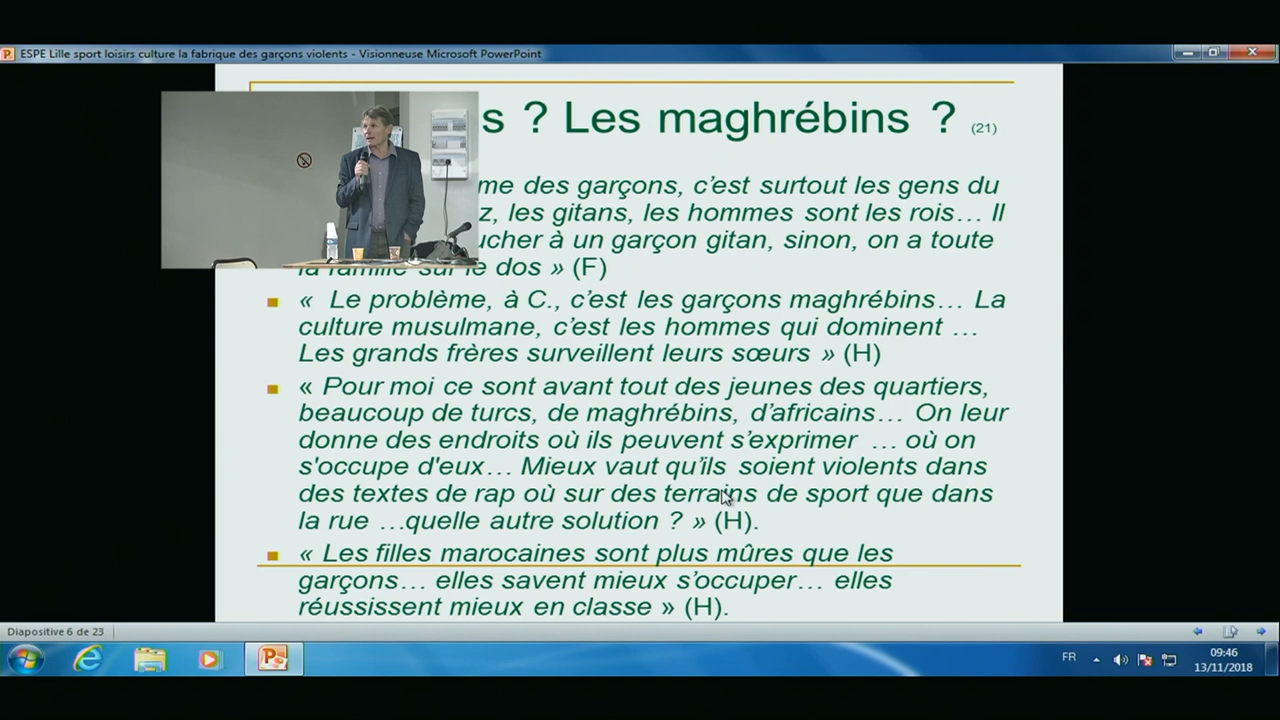 ESPE Lille sport loisirs culture la fabrique des garçons violents - Visionneuse Microsoft PowerPoint
s ? Les maghrébins ? (21)
me des garçons, c'est surtout les gens du
z, les gitans, les hommes sont les rois… Il
ucher à un garçon gitan, sinon, on a toute
la famille sur le dos » (F)
« Le problème, à C., c'est les garçons maghrébins… La
culture musulmane, c'est les hommes qui dominent …
Les grands frères surveillent leurs sœurs » (H)
« Pour moi ce sont avant tout des jeunes des quartiers,
beaucoup de turcs, de maghrébins, d'africains… On leur
donne des endroits où ils peuvent s'exprimer … où on
s'occupe d'eux… Mieux vaut qu'ils soient violents dans
des textes de rap où sur des terrains de sport que dans
la rue …quelle autre solution ? » (H).
« Les filles marocaines sont plus mûres que les
garçons… elles savent mieux s'occuper… elles
réussissent mieux en classe » (H).
Diapositive 6 de 23
FR
09:46
13/11/2018